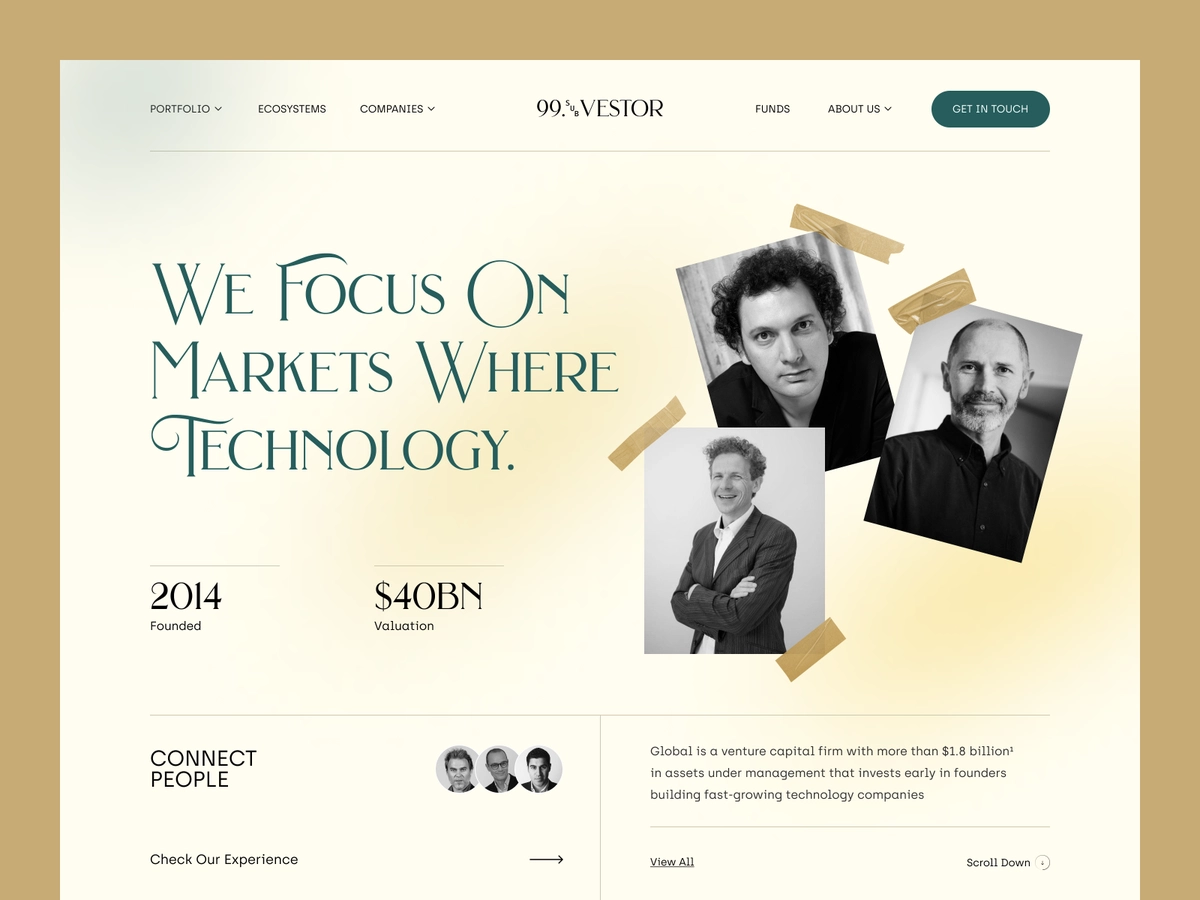 PORTFOLIO
ECOSYSTEMS
COMPANIES
99.SUBVESTOR
FUNDS
ABOUT US
GET IN TOUCH
We Focus On
Markets Where
Technology.
2014
Founded
$40BN
Valuation
CONNECT
PEOPLE
Check Our Experience
Global is a venture capital firm with more than $1.8 billion¹
in assets under management that invests early in founders
building fast-growing technology companies
View All
Scroll Down